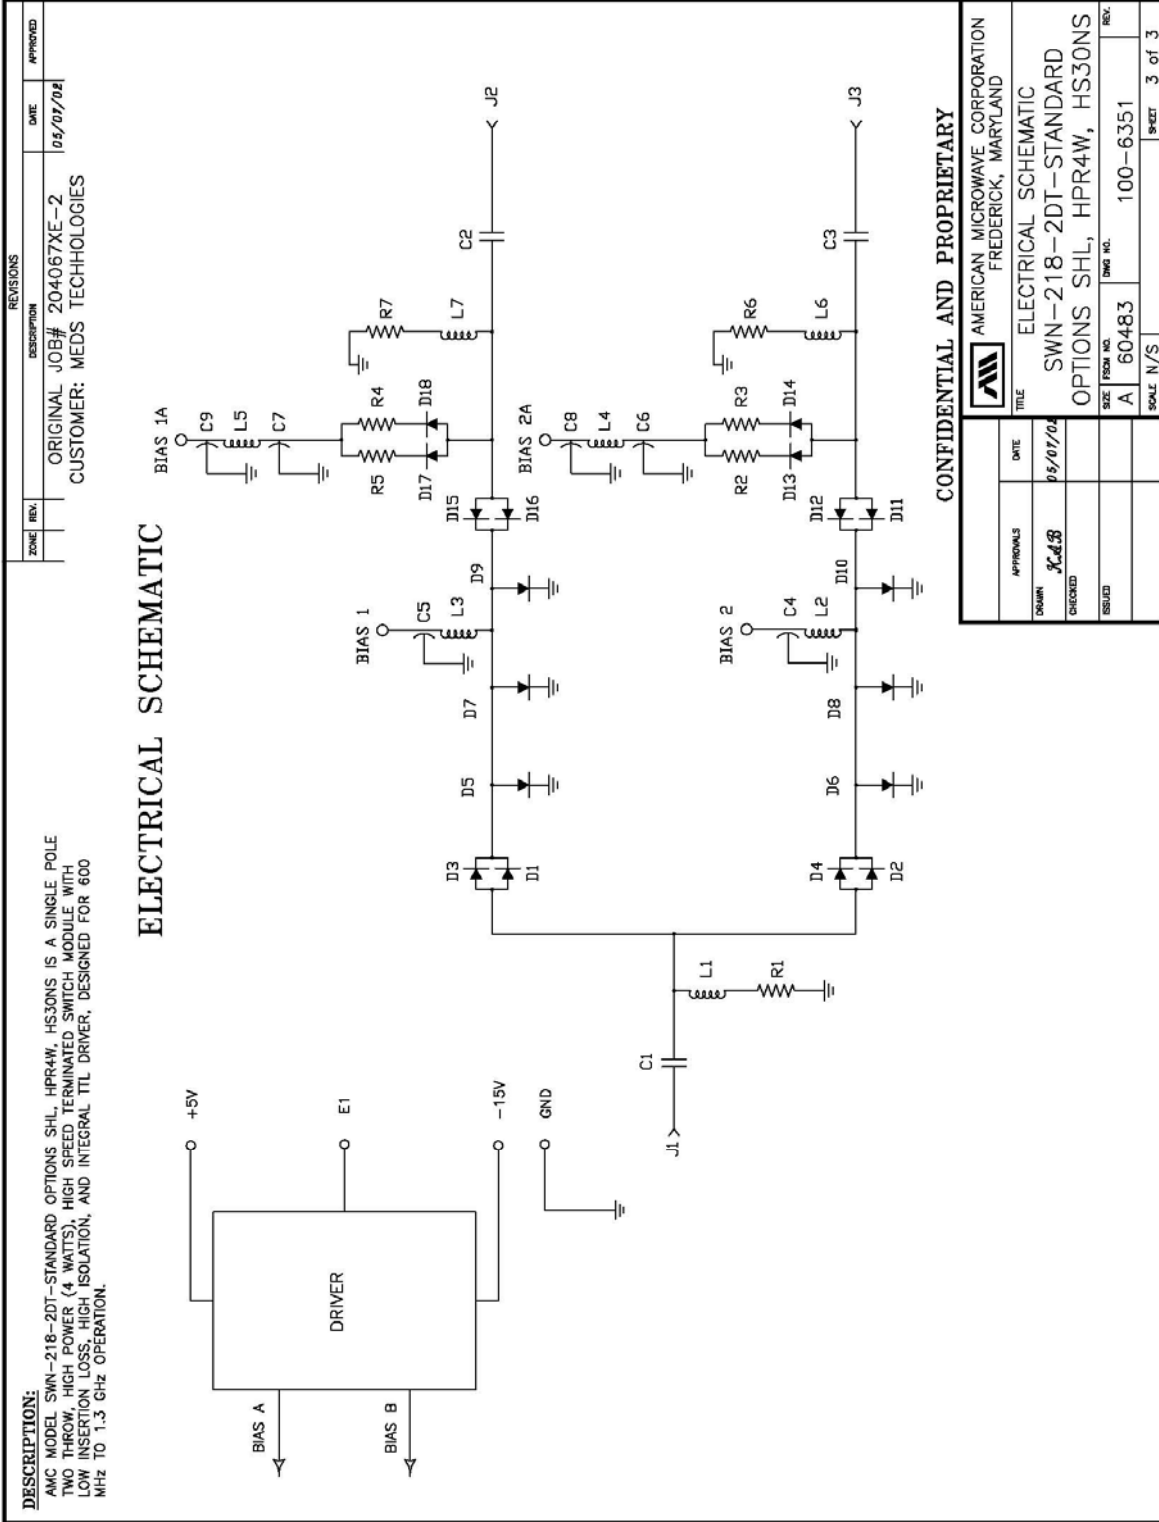 DESCRIPTION:
AMC MODEL SWN-218-2DT-STANDARD OPTIONS SHL, HPR4W, HS30NS IS A SINGLE POLE
TWO THROW, HIGH POWER (4 WATTS), HIGH SPEED TERMINATED SWITCH MODULE WITH
LOW INSERTION LOSS, HIGH ISOLATION, AND INTEGRAL TTL DRIVER, DESIGNED FOR 600
MHz TO 1.3 GHz OPERATION.
REVISIONS
ZONE REV. DESCRIPTION DATE APPROVED
ORIGINAL JOB# 204067XE-2 05/07/02
CUSTOMER: MEDS TECHHOLOGIES
ELECTRICAL SCHEMATIC
BIAS A
BIAS B
DRIVER
+5V
E1
-15V
GND
J1
C1
L1
R1
D3
D1
D5
D7
BIAS 1
C5
L3
D9
D15
D16
BIAS 1A
C9
L5
C7
R5
R4
D17
D18
R7
L7
C2
J2
D4
D2
D6
D8
BIAS 2
C4
L2
D10
D12
D11
BIAS 2A
C8
L4
C6
R2
R3
D13
D14
R6
L6
C3
J3
CONFIDENTIAL AND PROPRIETARY
APPROVALS DATE
DRAWN KAB 05/07/02
CHECKED
ISSUED
AMERICAN MICROWAVE CORPORATION
FREDERICK, MARYLAND
TITLE
ELECTRICAL SCHEMATIC
SWN-218-2DT-STANDARD
OPTIONS SHL, HPR4W, HS30NS
SIZE A
FSCM NO. 60483
DWG NO. 100-6351
REV.
SCALE N/S
SHEET 3 of 3